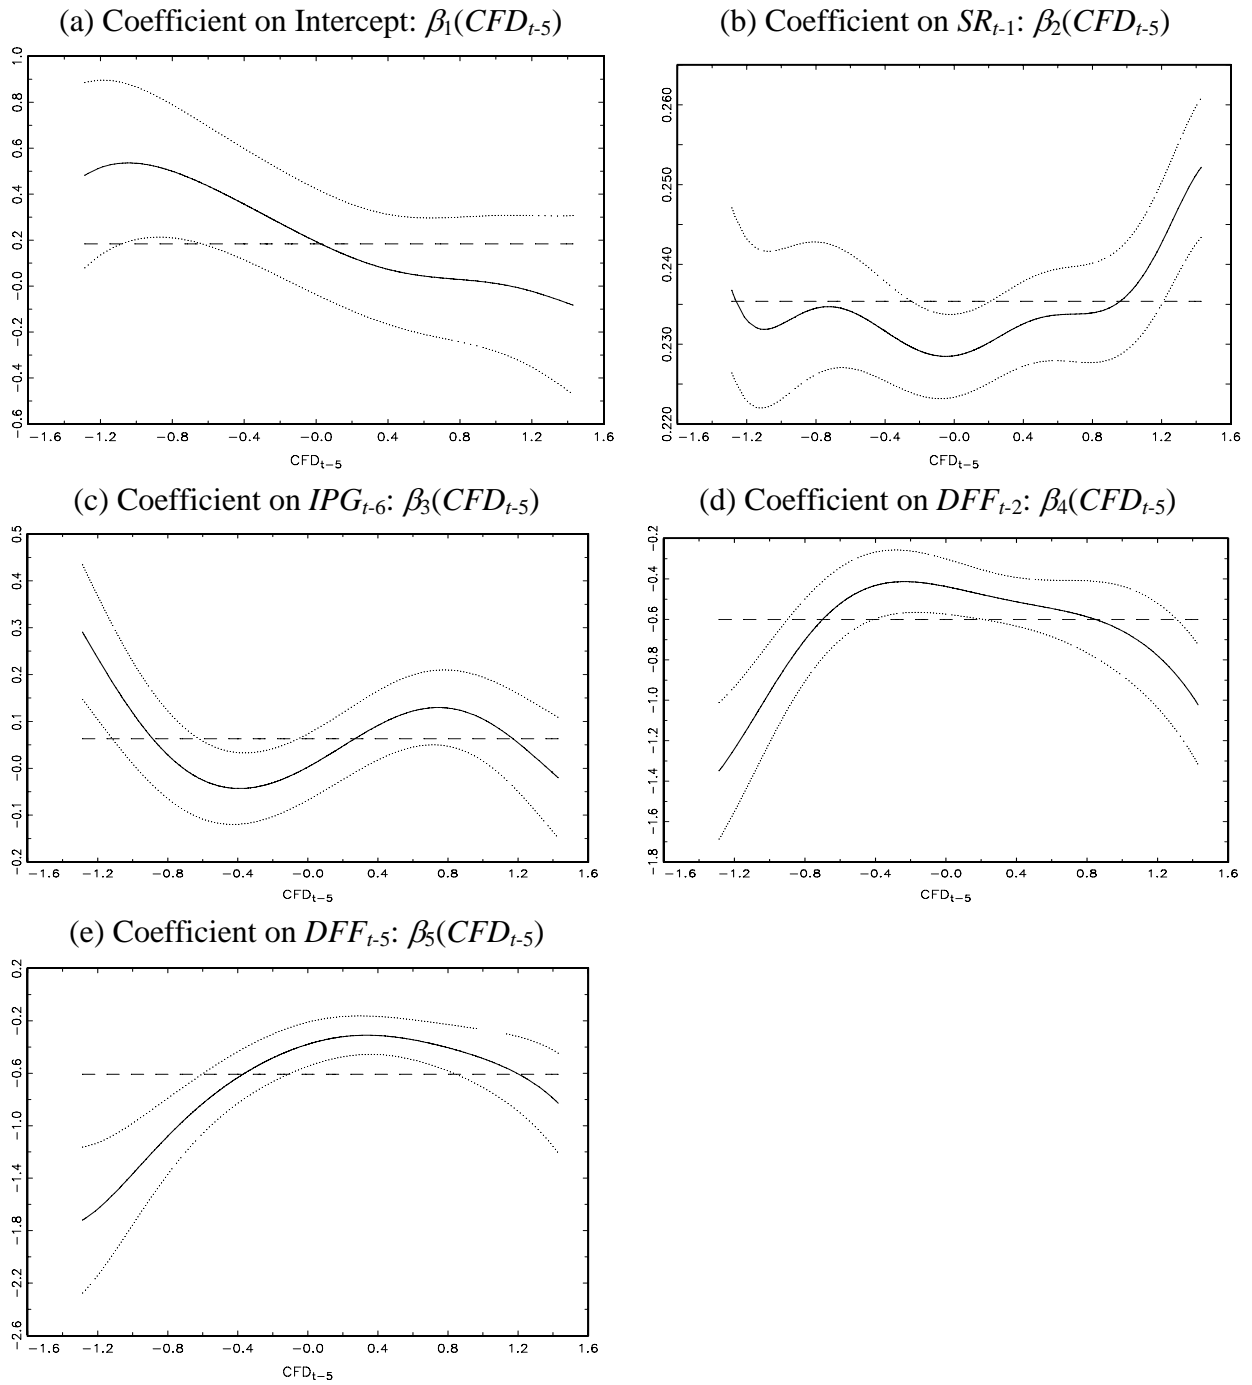 (a) Coefficient on Intercept: β1(CFDt-5)
(b) Coefficient on SRt-1: β2(CFDt-5)
1.0
0.8
0.6
0.4
0.2
−0.0
−0.2
−0.4
−0.6
−1.6 −1.2 −0.8 −0.4 −0.0 0.4 0.8 1.2 1.6
CFDt−5
0.260
0.250
0.240
0.230
0.220
−1.6 −1.2 −0.8 −0.4 −0.0 0.4 0.8 1.2 1.6
CFDt−5
(c) Coefficient on IPGt-6: β3(CFDt-5)
(d) Coefficient on DFFt-2: β4(CFDt-5)
0.5
0.4
0.3
0.2
0.1
−0.0
−0.1
−0.2
−1.6 −1.2 −0.8 −0.4 −0.0 0.4 0.8 1.2 1.6
CFDt−5
−0.2
−0.4
−0.6
−0.8
−1.0
−1.2
−1.4
−1.6
−1.8
−1.6 −1.2 −0.8 −0.4 −0.0 0.4 0.8 1.2 1.6
CFDt−5
(e) Coefficient on DFFt-5: β5(CFDt-5)
0.2
−0.2
−0.6
−1.0
−1.4
−1.8
−2.2
−2.6
−1.6 −1.2 −0.8 −0.4 −0.0 0.4 0.8 1.2 1.6
CFDt−5